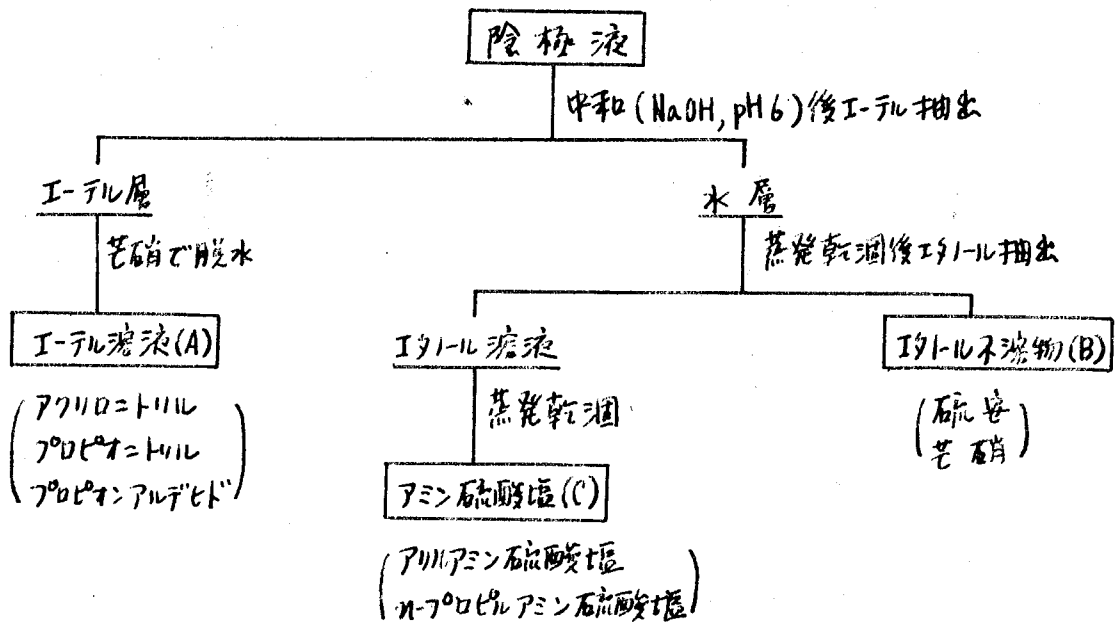 陰極液
中和(NaOH, pH6)後エーテル抽出
エーテル層
水層
芒硝で脱水
蒸発乾涸後エタノール抽出
エーテル溶液(A)
エタノール溶液
エタノール不溶物(B)
アクリロニトリル
プロピオニトリル
プロピオンアルデヒド
蒸発乾涸
硫安
芒硝
アミン硫酸塩(C)
アリルアミン硫酸塩
n-プロピルアミン硫酸塩